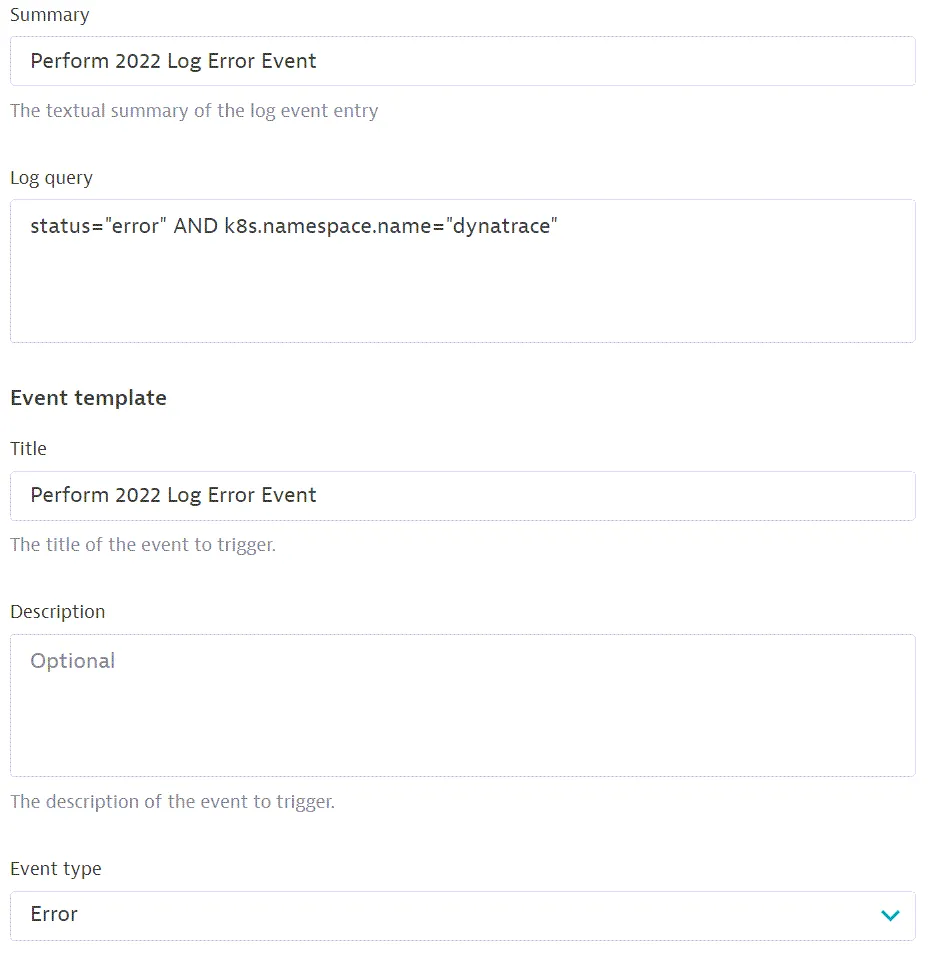 Summary
Perform 2022 Log Error Event
The textual summary of the log event entry
Log query
status="error" AND k8s.namespace.name="dynatrace"
Event template
Title
Perform 2022 Log Error Event
The title of the event to trigger.
Description
Optional
The description of the event to trigger.
Event type
Error